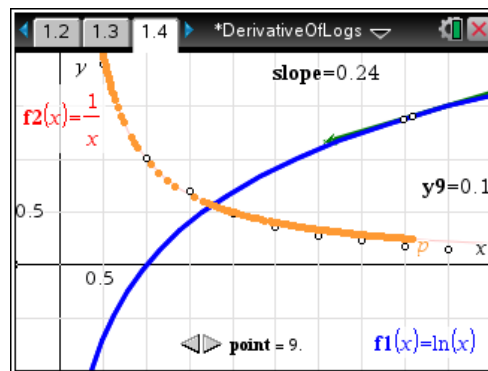 1.2 1.3 1.4 *DerivativeOfLogs
y slope=0.24
f2(x)=1/x
y9=0.1
0.5
p x
0.5
point = 9. f1(x)=ln(x)